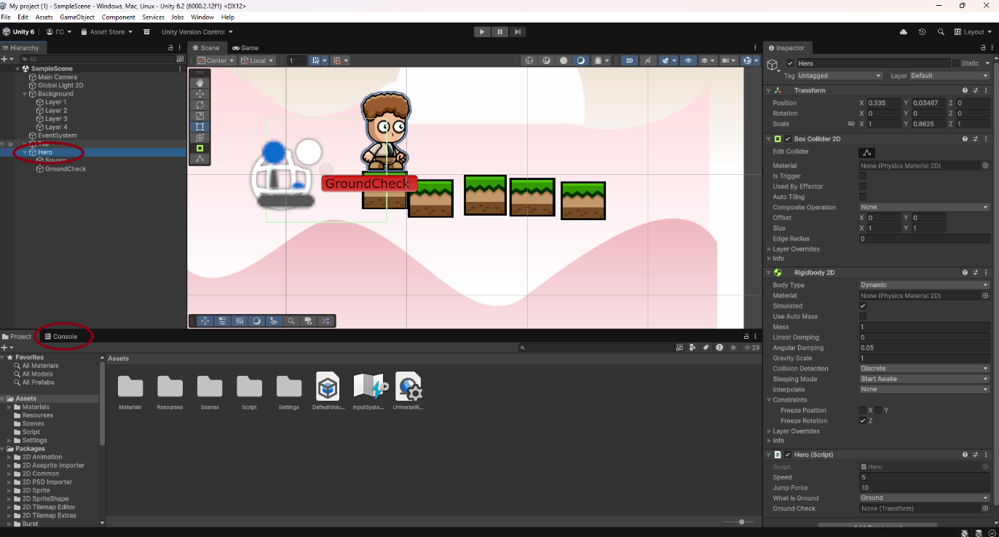 My project (1) - SampleScene - Windows, Mac, Linux - Unity 6.2 (6000.2.12f1) <DX12>
File Edit Assets GameObject Component Services Jobs Window Help
Unity 6 ГС Asset Store Unity Version Control Layout
Hierarchy
All
SampleScene
Main Camera
Global Light 2D
Background
Layer 1
Layer 2
Layer 3
Layer 4
EventSystem
Hero
Square
GroundCheck
Scene Game
Center Local 1 2D
GroundCheck
Inspector
Hero Static
Tag Untagged Layer Default
Transform
Position X 0.335 Y 0.03467 Z 0
Rotation X 0 Y 0 Z 0
Scale X 1 Y 0.8625 Z 1
Box Collider 2D
Edit Collider
Material None (Physics Material 2D)
Is Trigger
Used By Effector
Auto Tiling
Composite Operation None
Offset X 0 Y 0
Size X 1 Y 1
Edge Radius 0
Layer Overrides
Info
Rigidbody 2D
Body Type Dynamic
Material None (Physics Material 2D)
Simulated
Use Auto Mass
Mass 1
Linear Damping 0
Angular Damping 0.05
Gravity Scale 1
Collision Detection Discrete
Sleeping Mode Start Awake
Interpolate None
Constraints
Freeze Position X Y
Freeze Rotation Z
Layer Overrides
Info
Hero (Script)
Script Hero
Speed 5
Jump Force 10
What Is Ground Ground
Ground Check None (Transform)
Project Console
29
Favorites
All Materials
All Models
All Prefabs
Assets
Materials
Resourses
Scenes
Script
Settings
Packages
2D Animation
2D Aseprite Importer
2D Common
2D PSD Importer
2D Sprite
2D SpriteShape
2D Tilemap Editor
2D Tilemap Extras
Burst
Assets
Materials Resourses Scenes Script Settings DefaultVolu... InputSyste... UniversalR...